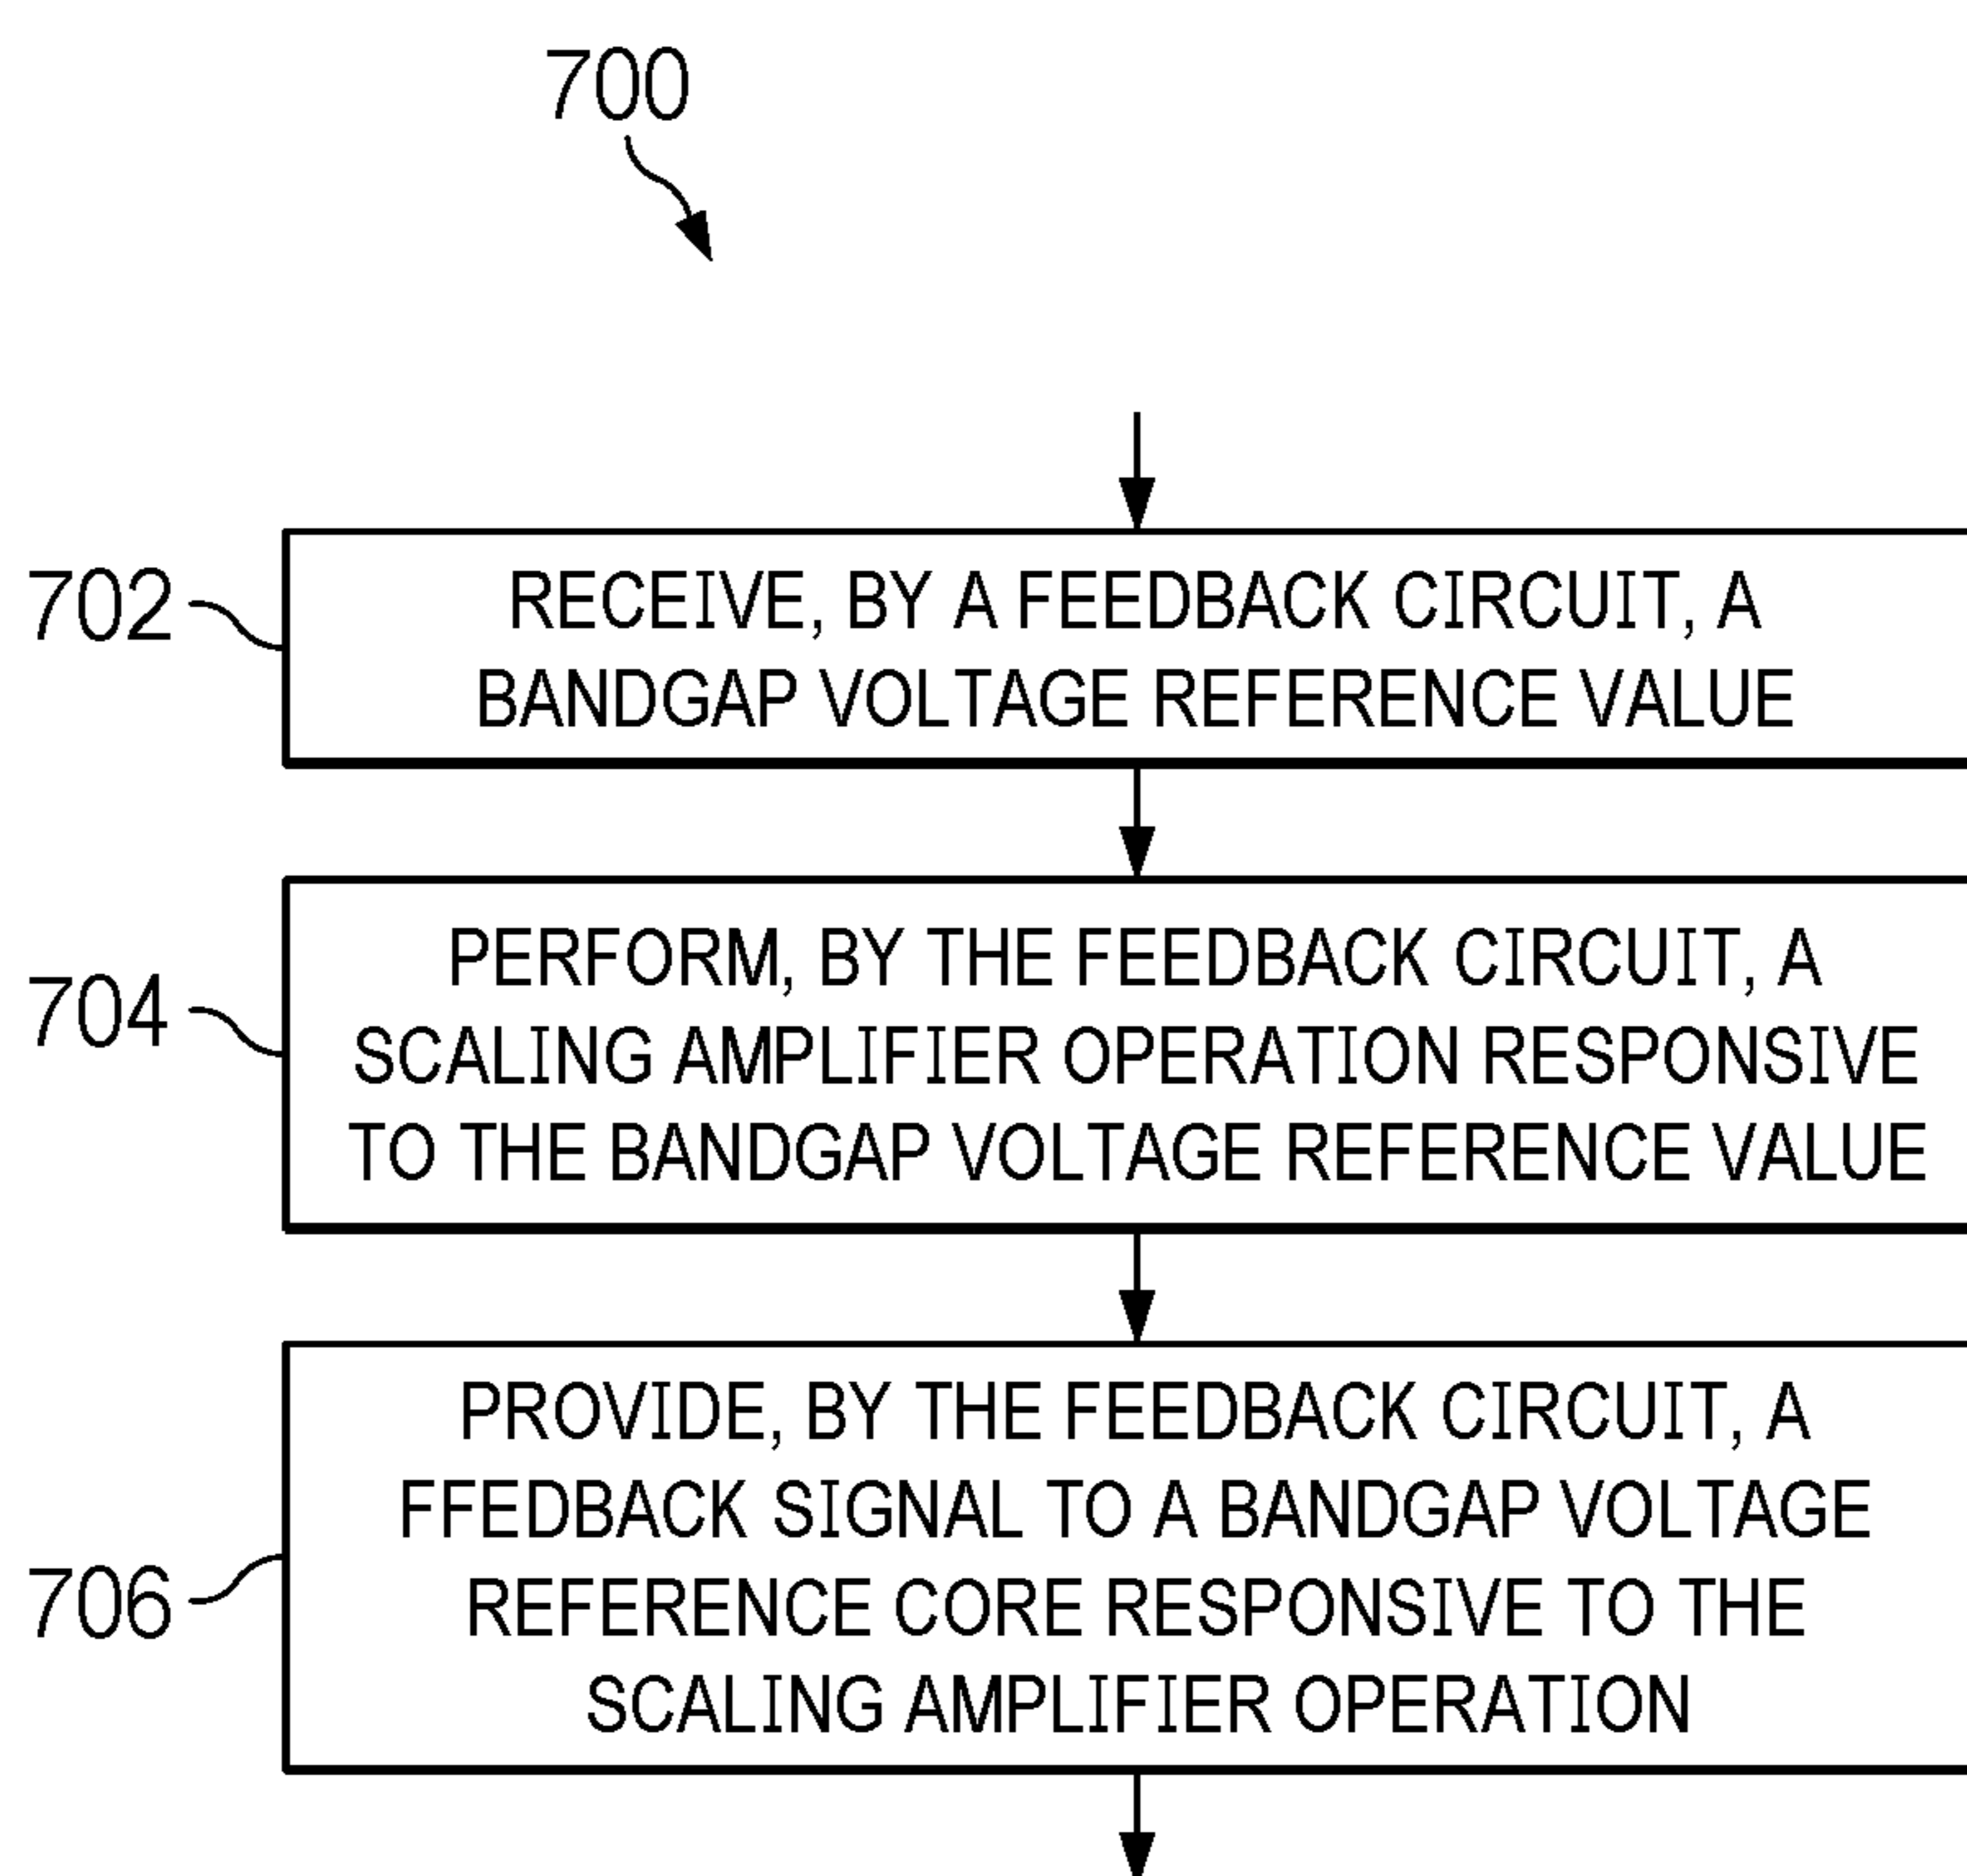 700
702
RECEIVE, BY A FEEDBACK CIRCUIT, A
BANDGAP VOLTAGE REFERENCE VALUE
704
PERFORM, BY THE FEEDBACK CIRCUIT, A
SCALING AMPLIFIER OPERATION RESPONSIVE
TO THE BANDGAP VOLTAGE REFERENCE VALUE
706
PROVIDE, BY THE FEEDBACK CIRCUIT, A
FFEDBACK SIGNAL TO A BANDGAP VOLTAGE
REFERENCE CORE RESPONSIVE TO THE
SCALING AMPLIFIER OPERATION